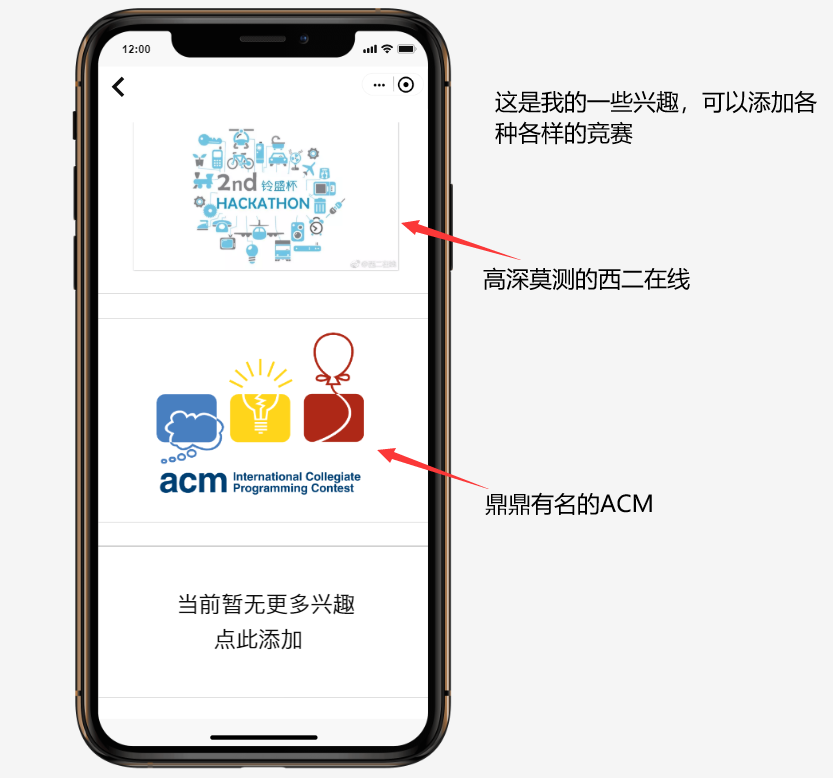 12:00
这是我的一些兴趣，可以添加各
种各样的竞赛
2nd 铃盛杯
HACKATHON
高深莫测的西二在线
acm International Collegiate
Programming Contest
鼎鼎有名的ACM
当前暂无更多兴趣
点此添加